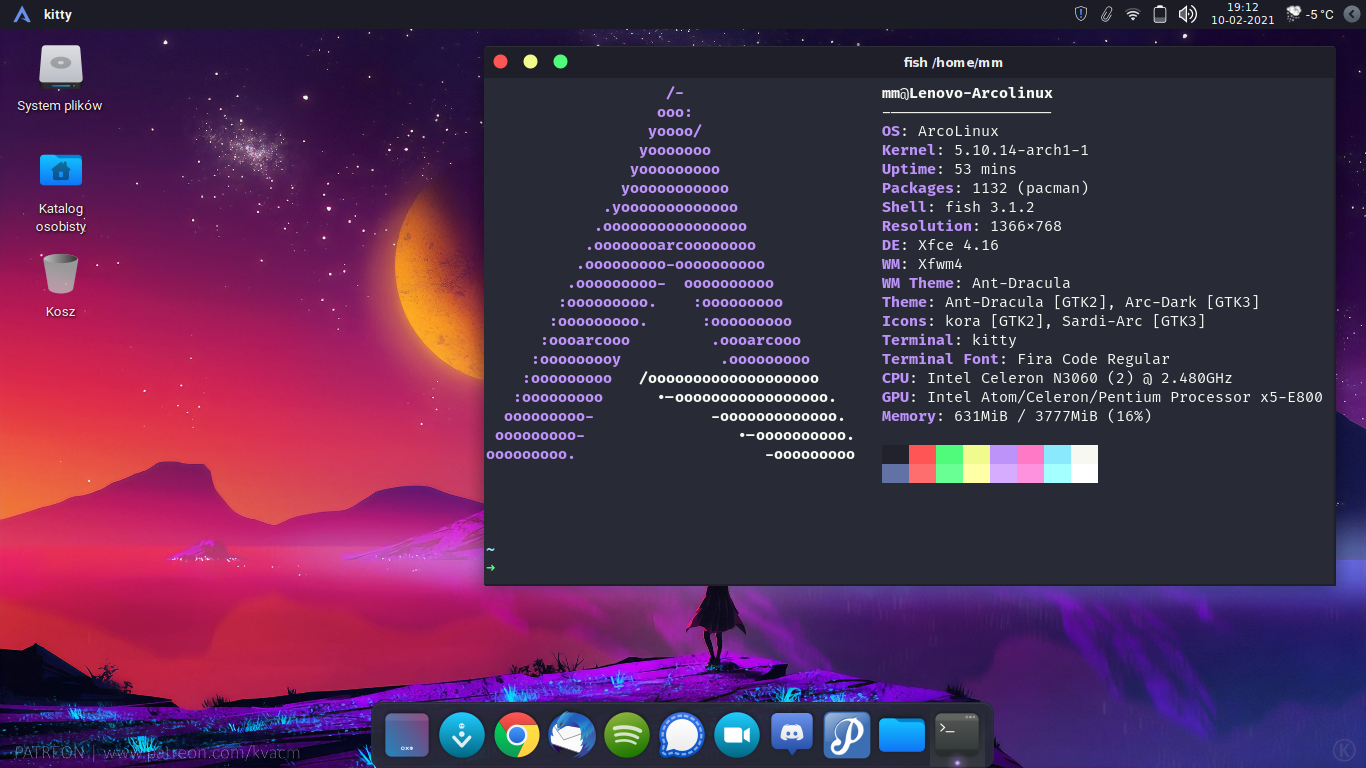 kitty
19:12
10-02-2021
-5 °C
System plików
Katalog
osobisty
Kosz
fish /home/mm
/-
ooo:
yoooo/
yooooooo
yooooooooo
yooooooooooo
.yooooooooooooo
.oooooooooooooooo
.oooooooarcoooooooo
.ooooooooo-oooooooooo
.ooooooooo-  oooooooooo
:ooooooooo.    :ooooooooo
:ooooooooo.      :ooooooooo
:oooarcooo         .oooarcooo
:ooooooooy           .ooooooooo
:ooooooooo   /ooooooooooooooooooo
:ooooooooo      •–ooooooooooooooooo.
ooooooooo-             -ooooooooooooo.
ooooooooo-                 •–oooooooooo.
ooooooooo.                     -ooooooooo
mm@Lenovo-Arcolinux
-------------------
OS: ArcoLinux
Kernel: 5.10.14-arch1-1
Uptime: 53 mins
Packages: 1132 (pacman)
Shell: fish 3.1.2
Resolution: 1366×768
DE: Xfce 4.16
WM: Xfwm4
WM Theme: Ant-Dracula
Theme: Ant-Dracula [GTK2], Arc-Dark [GTK3]
Icons: kora [GTK2], Sardi-Arc [GTK3]
Terminal: kitty
Terminal Font: Fira Code Regular
CPU: Intel Celeron N3060 (2) @ 2.480GHz
GPU: Intel Atom/Celeron/Pentium Processor x5-E800
Memory: 631MiB / 3777MiB (16%)
~
→
PATREON | www.patreon.com/kvacm